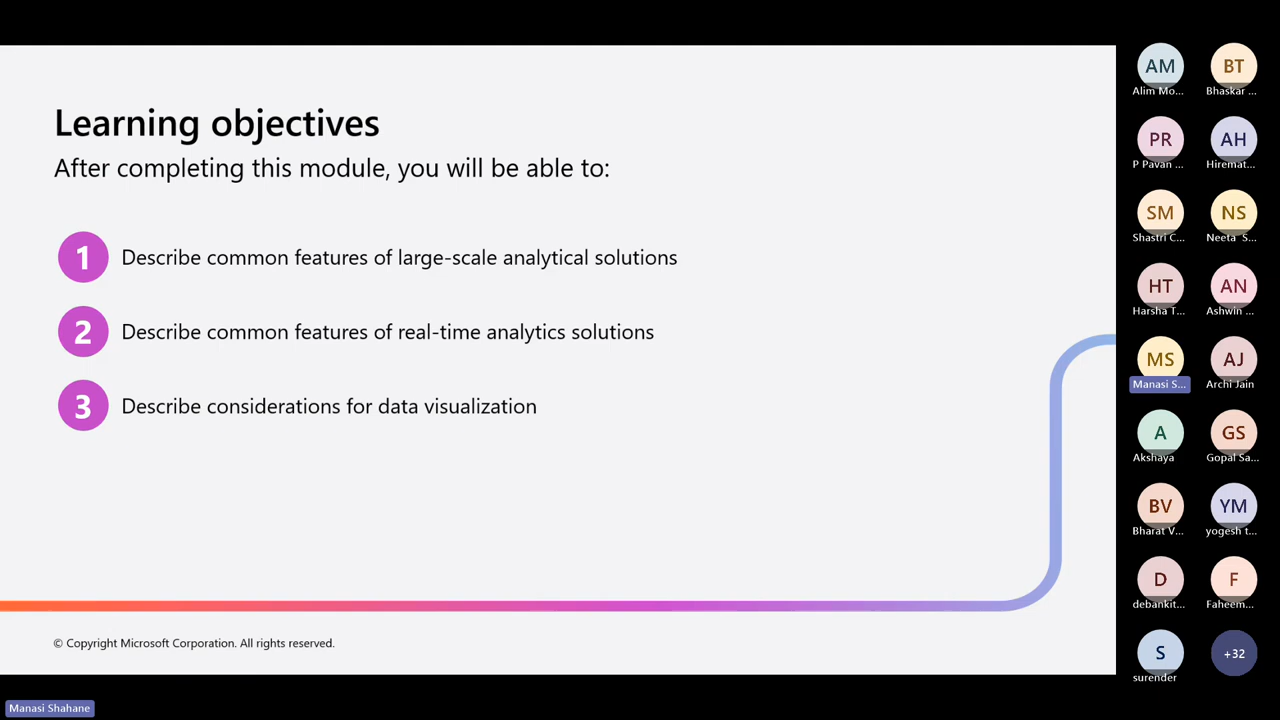 Learning objectives
After completing this module, you will be able to:
1 Describe common features of large-scale analytical solutions
2 Describe common features of real-time analytics solutions
3 Describe considerations for data visualization
© Copyright Microsoft Corporation. All rights reserved.
Manasi Shahane
AM BT
Alim Mo... Bhaskar ...
PR AH
P Pavan ... Hiremat...
SM NS
Shastri C... Neeta S...
HT AN
Harsha T... Ashwin ...
MS AJ
Manasi S... Archi Jain
A GS
Akshaya Gopal Sa...
BV YM
Bharat V... yogesh t...
D F
debankit... Faheem...
S +32
surender